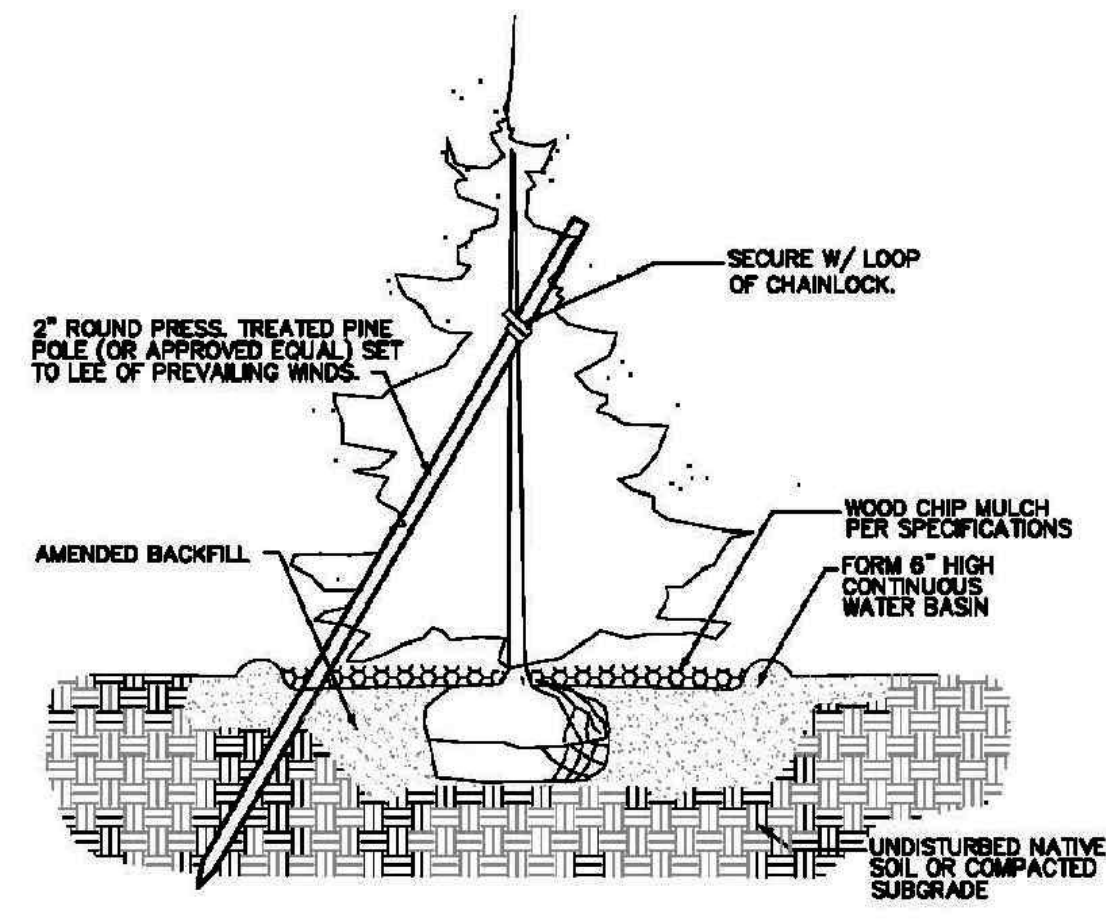 SECURE W/ LOOP
OF CHAINLOCK.
2" ROUND PRESS. TREATED PINE
POLE (OR APPROVED EQUAL) SET
TO LEE OF PREVAILING WINDS.
WOOD CHIP MULCH
PER SPECIFICATIONS
AMENDED BACKFILL
FORM 6" HIGH
CONTINUOUS
WATER BASIN
UNDISTURBED NATIVE
SOIL OR COMPACTED
SUBGRADE